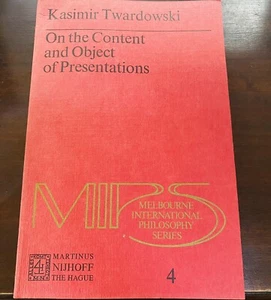 Kasimir Twardowski
On the Content
and Object
of Presentations
MIPS
MELBOURNE
INTERNATIONAL
PHILOSOPHY
SERIES
MARTINUS
NIJHOFF
THE HAGUE
4